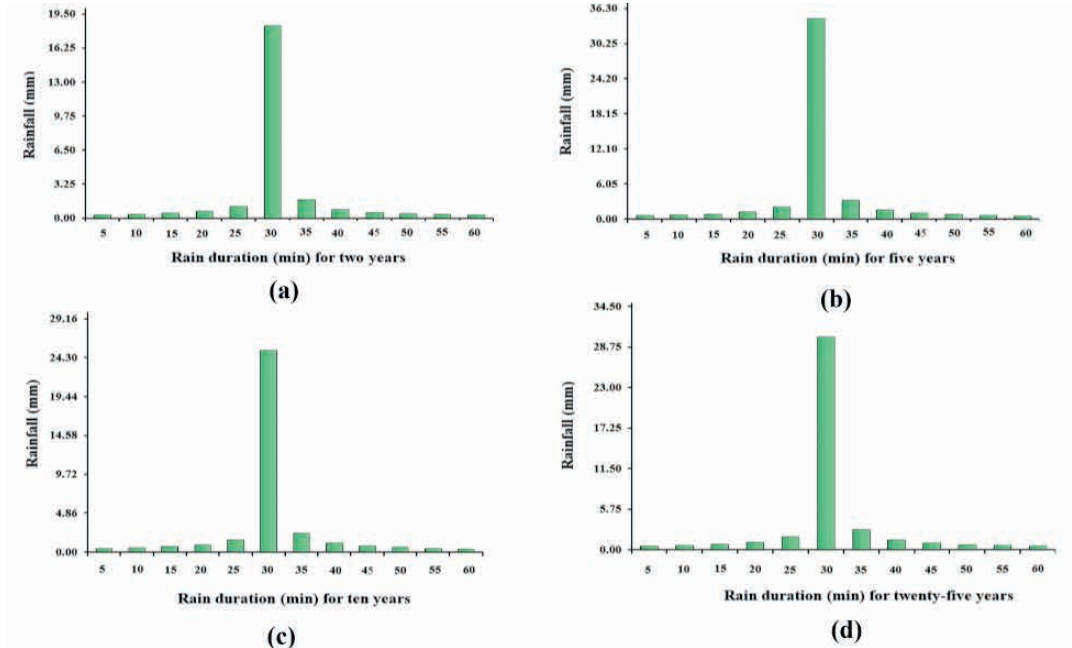 19.50
16.25
13.00
9.75
6.50
3.25
0.00
Rainfall (mm)
5 10 15 20 25 30 35 40 45 50 55 60
Rain duration (min) for two years
(a)
36.30
30.25
24.20
18.15
12.10
6.05
0.00
Rainfall (mm)
5 10 15 20 25 30 35 40 45 50 55 60
Rain duration (min) for five years
(b)
29.16
24.30
19.44
14.58
9.72
4.86
0.00
Rainfall (mm)
5 10 15 20 25 30 35 40 45 50 55 60
Rain duration (min) for ten years
(c)
34.50
28.75
23.00
17.25
11.50
5.75
0.00
Rainfall (mm)
5 10 15 20 25 30 35 40 45 50 55 60
Rain duration (min) for twenty-five years
(d)